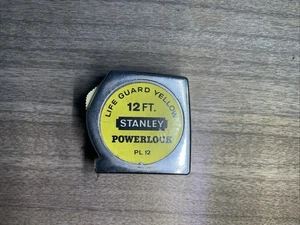 LIFE GUARD YELLOW
12 FT.
STANLEY
POWERLOCK
PL 12